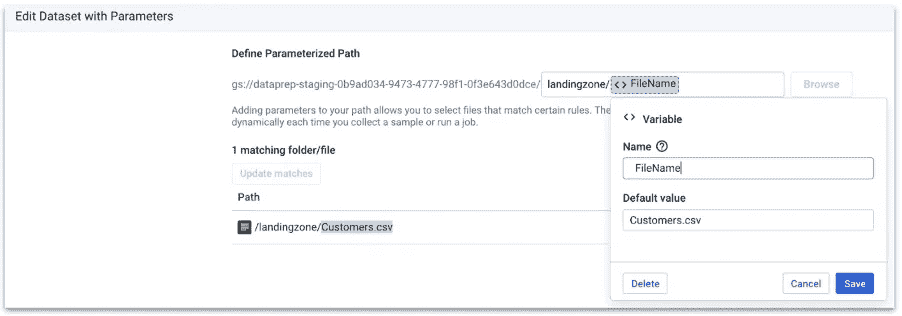 Edit Dataset with Parameters
Define Parameterized Path
gs://dataprep-staging-0b9ad034-9473-4777-98f1-0f3e643d0dce/ landingzone/ <> FileName Browse
Adding parameters to your path allows you to select files that match certain rules. The
dynamically each time you collect a sample or run a job.
<> Variable
1 matching folder/file
Update matches
Path
/landingzone/Customers.csv
Name
FileName
Default value
Customers.csv
Delete Cancel Save